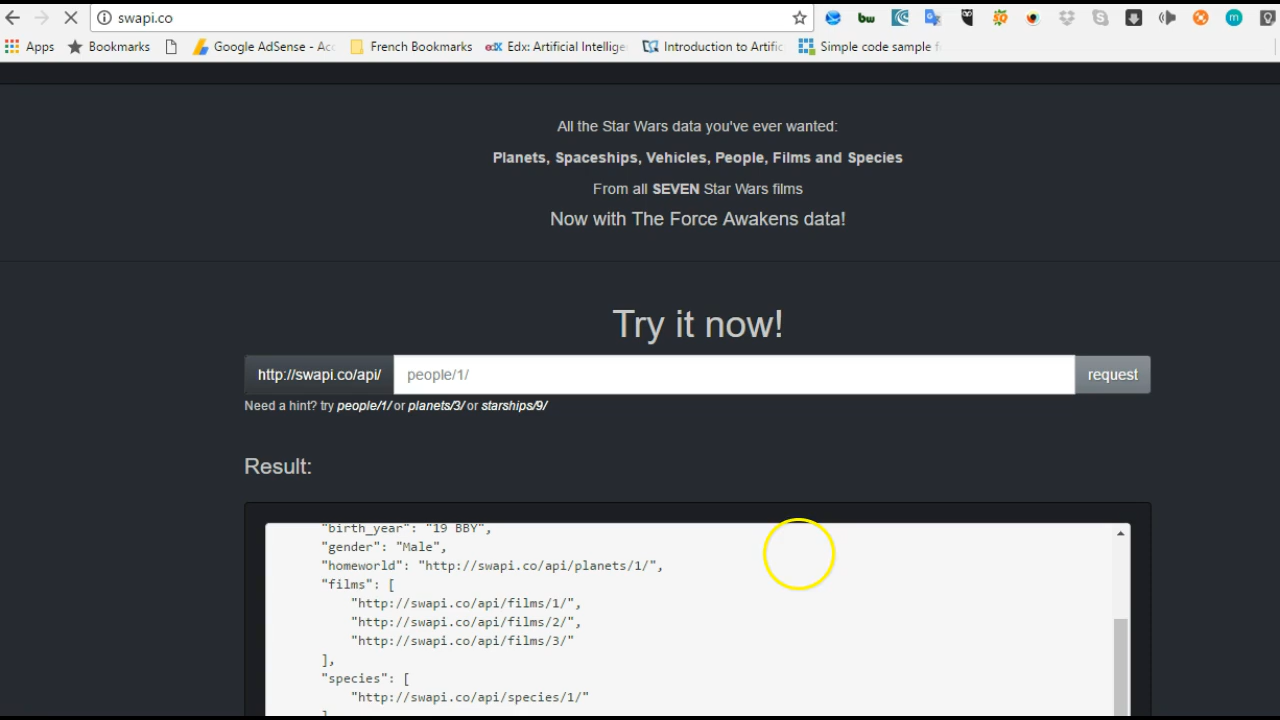 swapi.co
Apps Bookmarks Google AdSense - Acc French Bookmarks edX Edx: Artificial Intellige Introduction to Artific Simple code sample f
All the Star Wars data you've ever wanted:
Planets, Spaceships, Vehicles, People, Films and Species
From all SEVEN Star Wars films
Now with The Force Awakens data!
Try it now!
http://swapi.co/api/ people/1/ request
Need a hint? try people/1/ or planets/3/ or starships/9/
Result:
"birth_year": "19 BBY",
"gender": "Male",
"homeworld": "http://swapi.co/api/planets/1/",
"films": [
"http://swapi.co/api/films/1/",
"http://swapi.co/api/films/2/",
"http://swapi.co/api/films/3/"
],
"species": [
"http://swapi.co/api/species/1/"